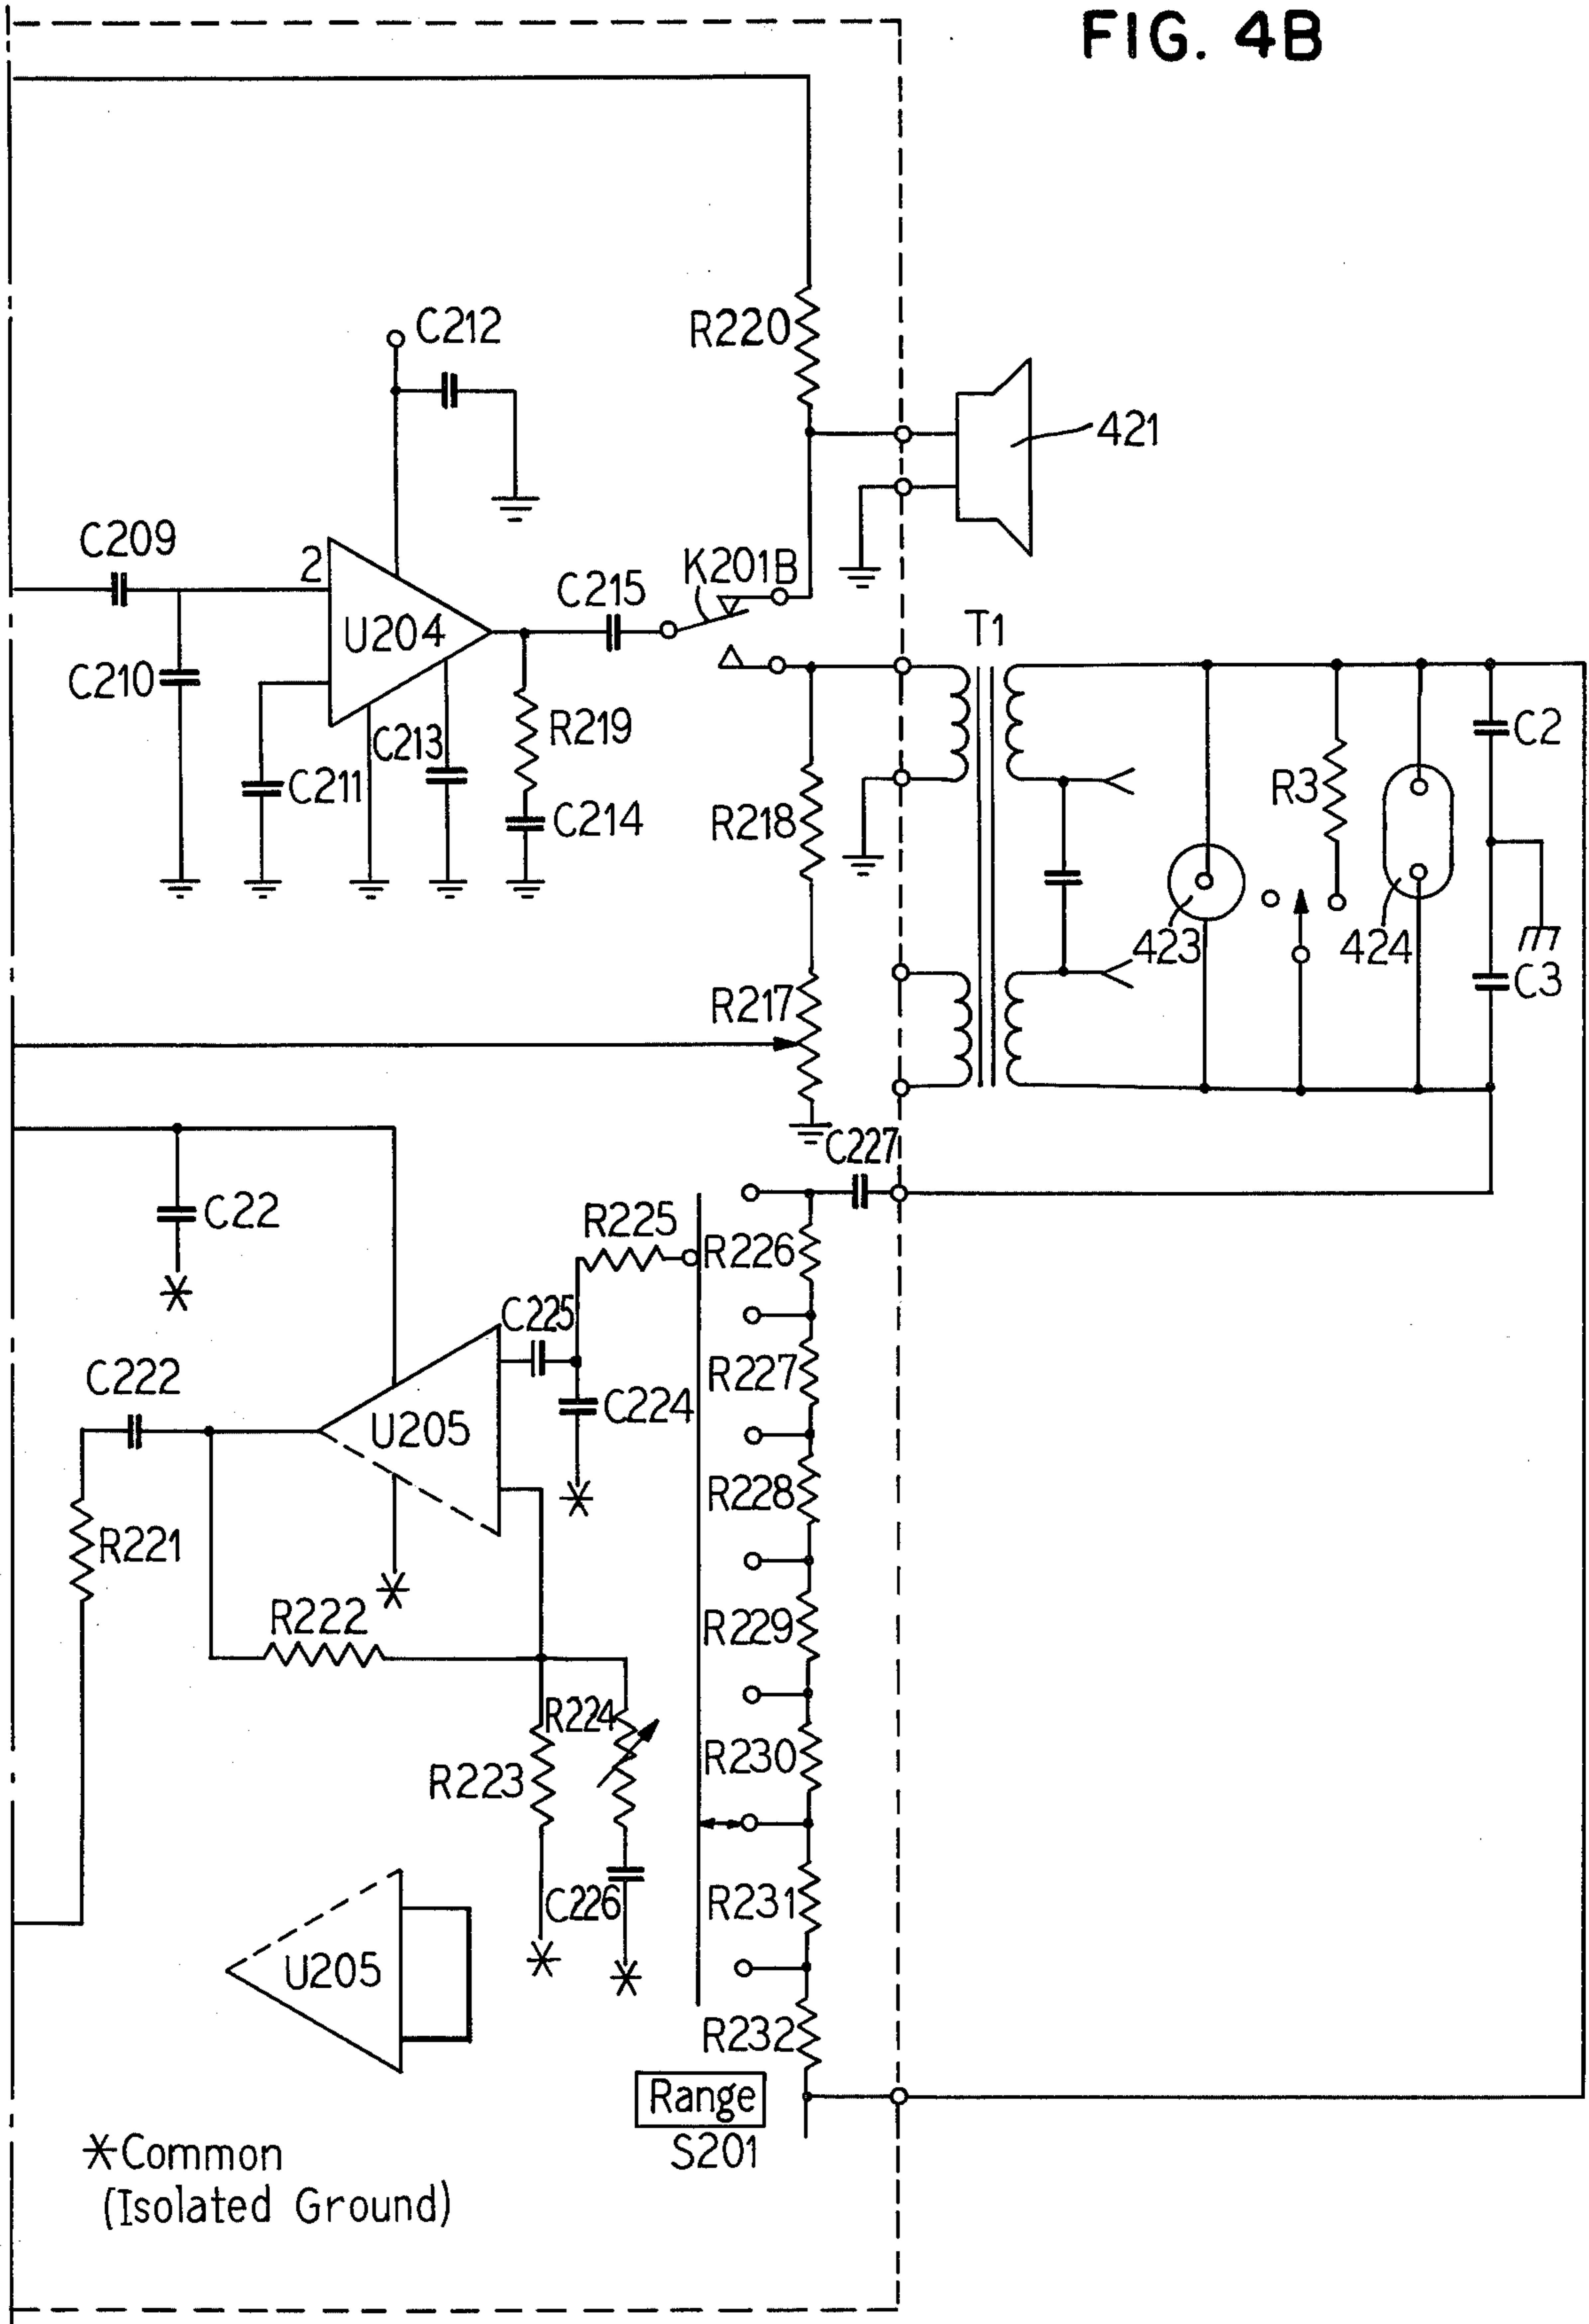 FIG. 4B
C212
R220
421
C209
2
C215
K201B
U204
T1
C210
C213
R219
C2
C211
R3
C214
R218
423
424
C3
R217
C227
C22
R225
R226
C225
C222
R227
C224
U205
R228
R221
R222
R229
R224
R230
R223
C226
R231
U205
R232
Range
S201
*Common
(Isolated Ground)